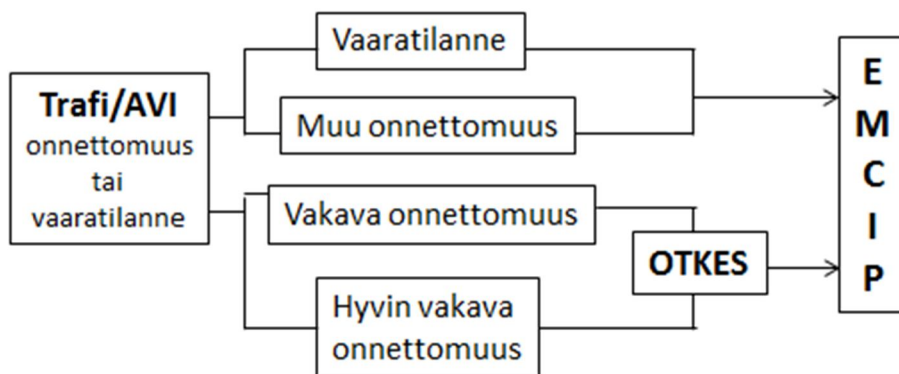 Trafi/AVI
onnettomuus
tai
vaaratilanne
Vaaratilanne
Muu onnettomuus
Vakava onnettomuus
Hyvin vakava
onnettomuus
OTKES
E
M
C
I
P